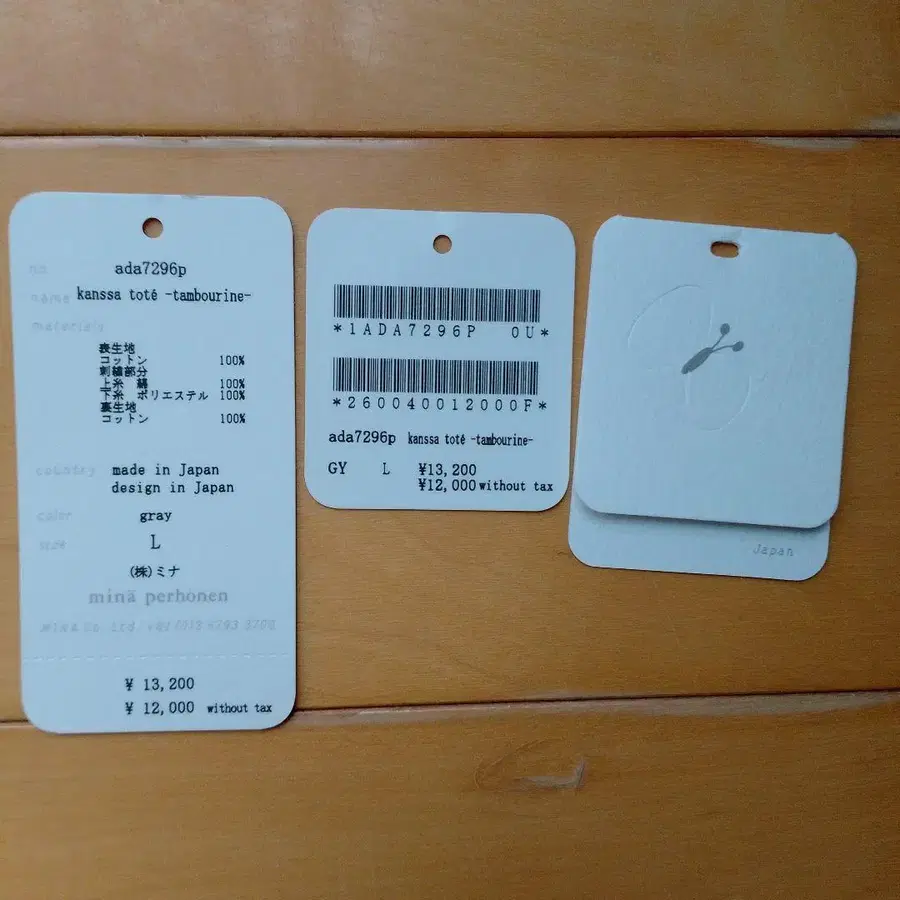 no ada7296p
name kanssa toté -tambourine-
materials
表生地
コットン 100%
刺繍部分
上糸 綿 100%
下糸 ポリエステル 100%
裏生地
コットン 100%
country made in Japan
design in Japan
color gray
size L
(株)ミナ
minä perhonen
¥ 13,200
¥ 12,000 without tax
*1ADA7296P 0U*
*260040012000F*
ada7296p kanssa toté -tambourine-
GY L ¥13,200
¥12,000 without tax
Japan